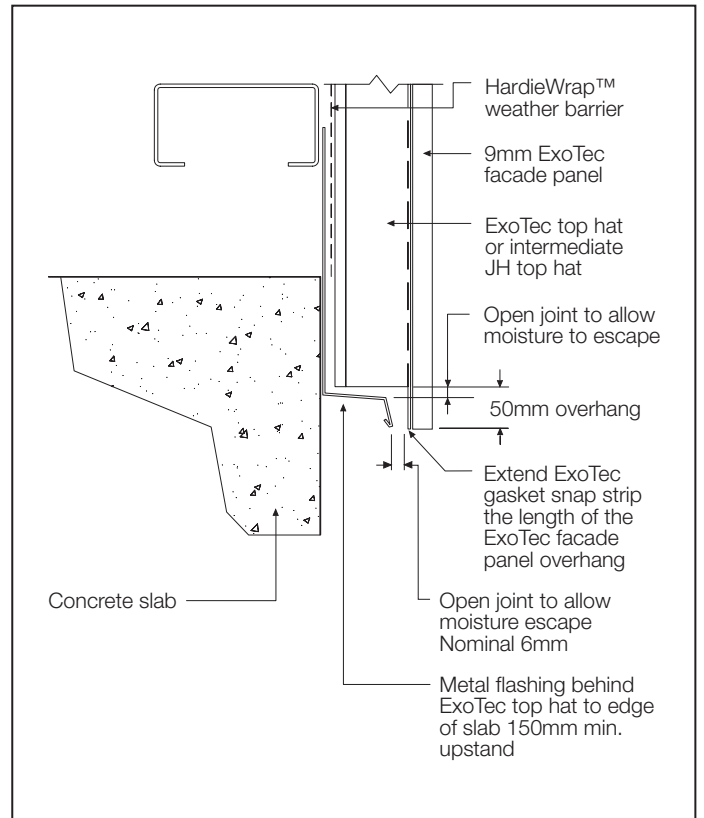 HardieWrap™
weather barrier
9mm ExoTec
facade panel
ExoTec top hat
or intermediate
JH top hat
Open joint to allow
moisture to escape
50mm overhang
Extend ExoTec
gasket snap strip
the length of the
ExoTec facade
panel overhang
Concrete slab
Open joint to allow
moisture escape
Nominal 6mm
Metal flashing behind
ExoTec top hat to edge
of slab 150mm min.
upstand